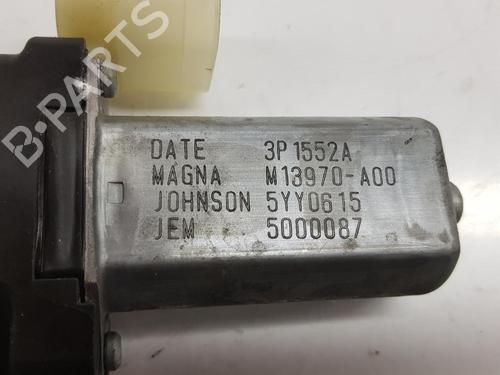 B-PARTS
DATE 3P1552A
MAGNA M13970-A00
JOHNSON 5YY0615
JEM 5000087